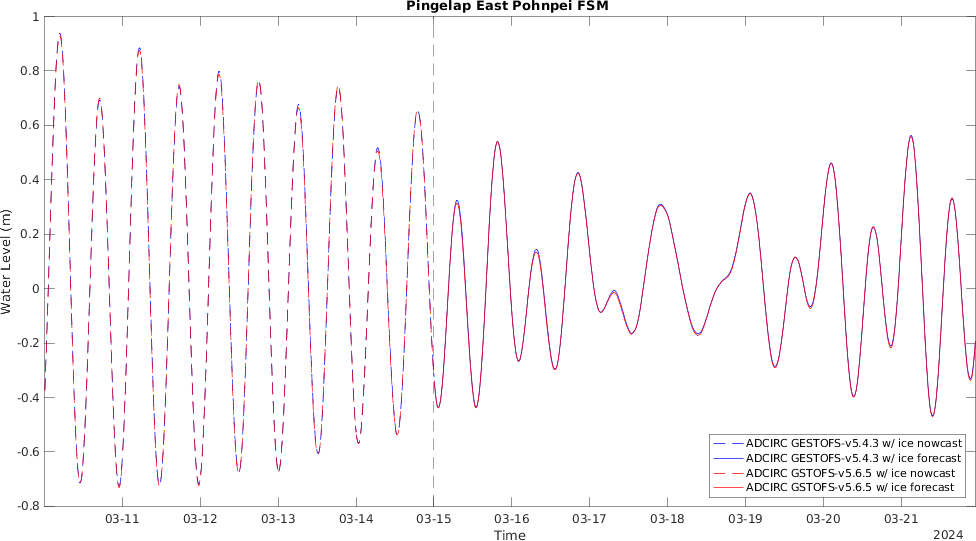 Pingelap East Pohnpei FSM
1
0.8
0.6
0.4
0.2
0
-0.2
-0.4
-0.6
-0.8
Water Level (m)
ADCIRC GESTOFS-v5.4.3 w/ ice nowcast
ADCIRC GESTOFS-v5.4.3 w/ ice forecast
ADCIRC GSTOFS-v5.6.5 w/ ice nowcast
ADCIRC GSTOFS-v5.6.5 w/ ice forecast
03-11 03-12 03-13 03-14 03-15 03-16 03-17 03-18 03-19 03-20 03-21
Time
2024